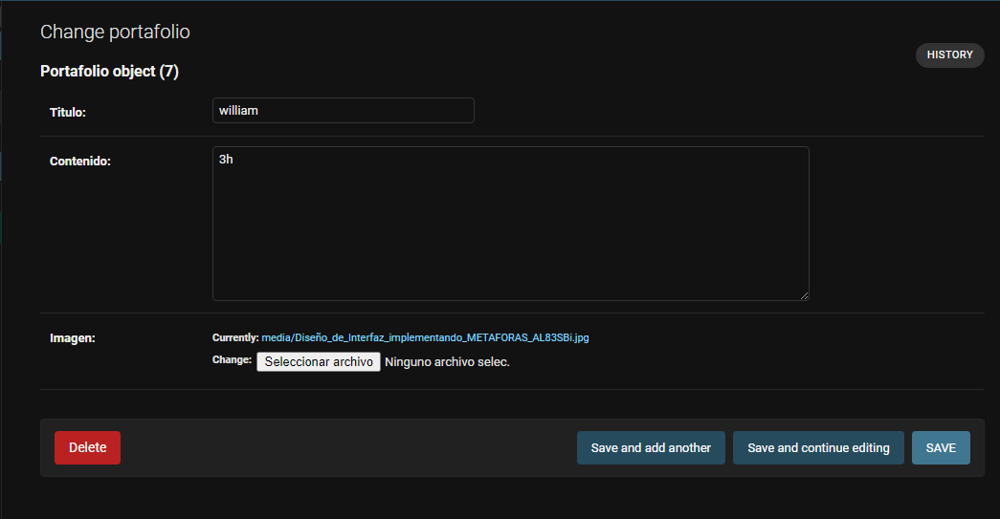 Change portafolio
HISTORY
Portafolio object (7)
Titulo:
william
Contenido:
3h
Imagen:
Currently: media/Diseño_de_Interfaz_implementando_METAFORAS_AL83SBi.jpg
Change: Seleccionar archivo Ninguno archivo selec.
Delete
Save and add another
Save and continue editing
SAVE